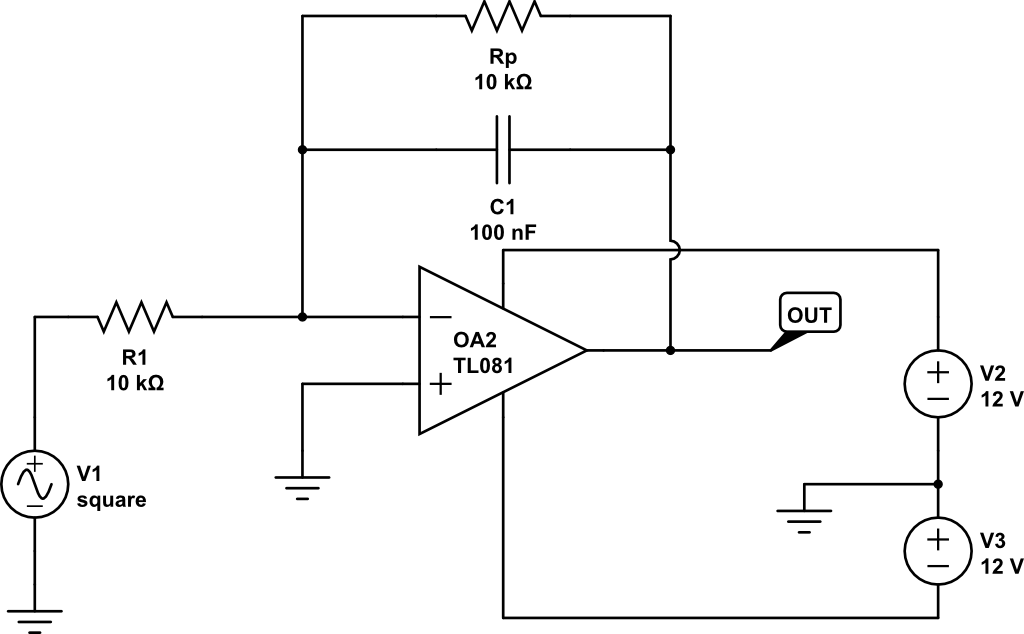 Rp
10 kΩ
C1
100 nF
OUT
OA2
TL081
R1
10 kΩ
V2
12 V
V1
square
V3
12 V